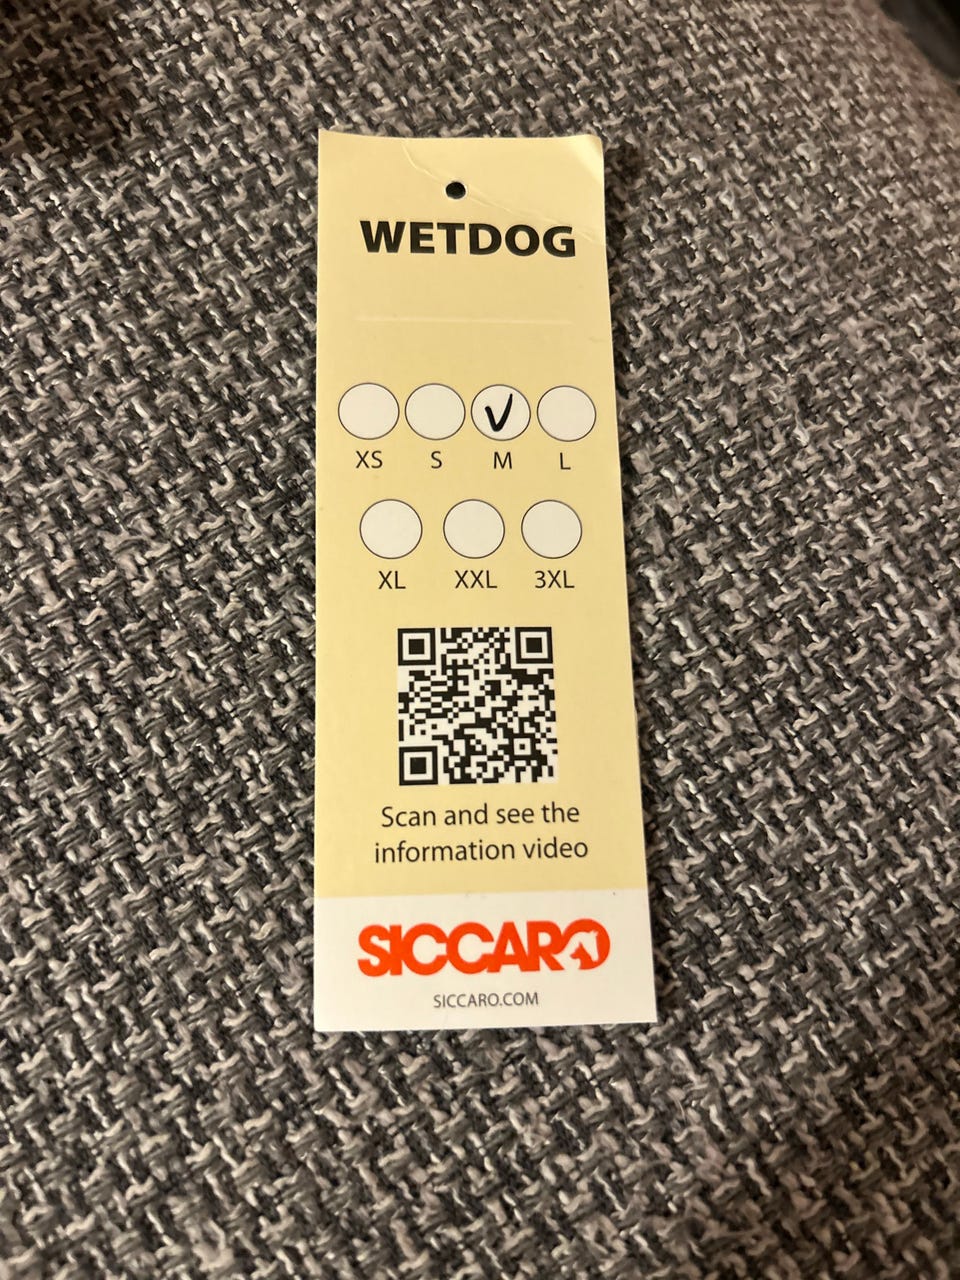 WETDOG
XS S M L
XL XXL 3XL
Scan and see the
information video
SICCARO
SICCARO.COM